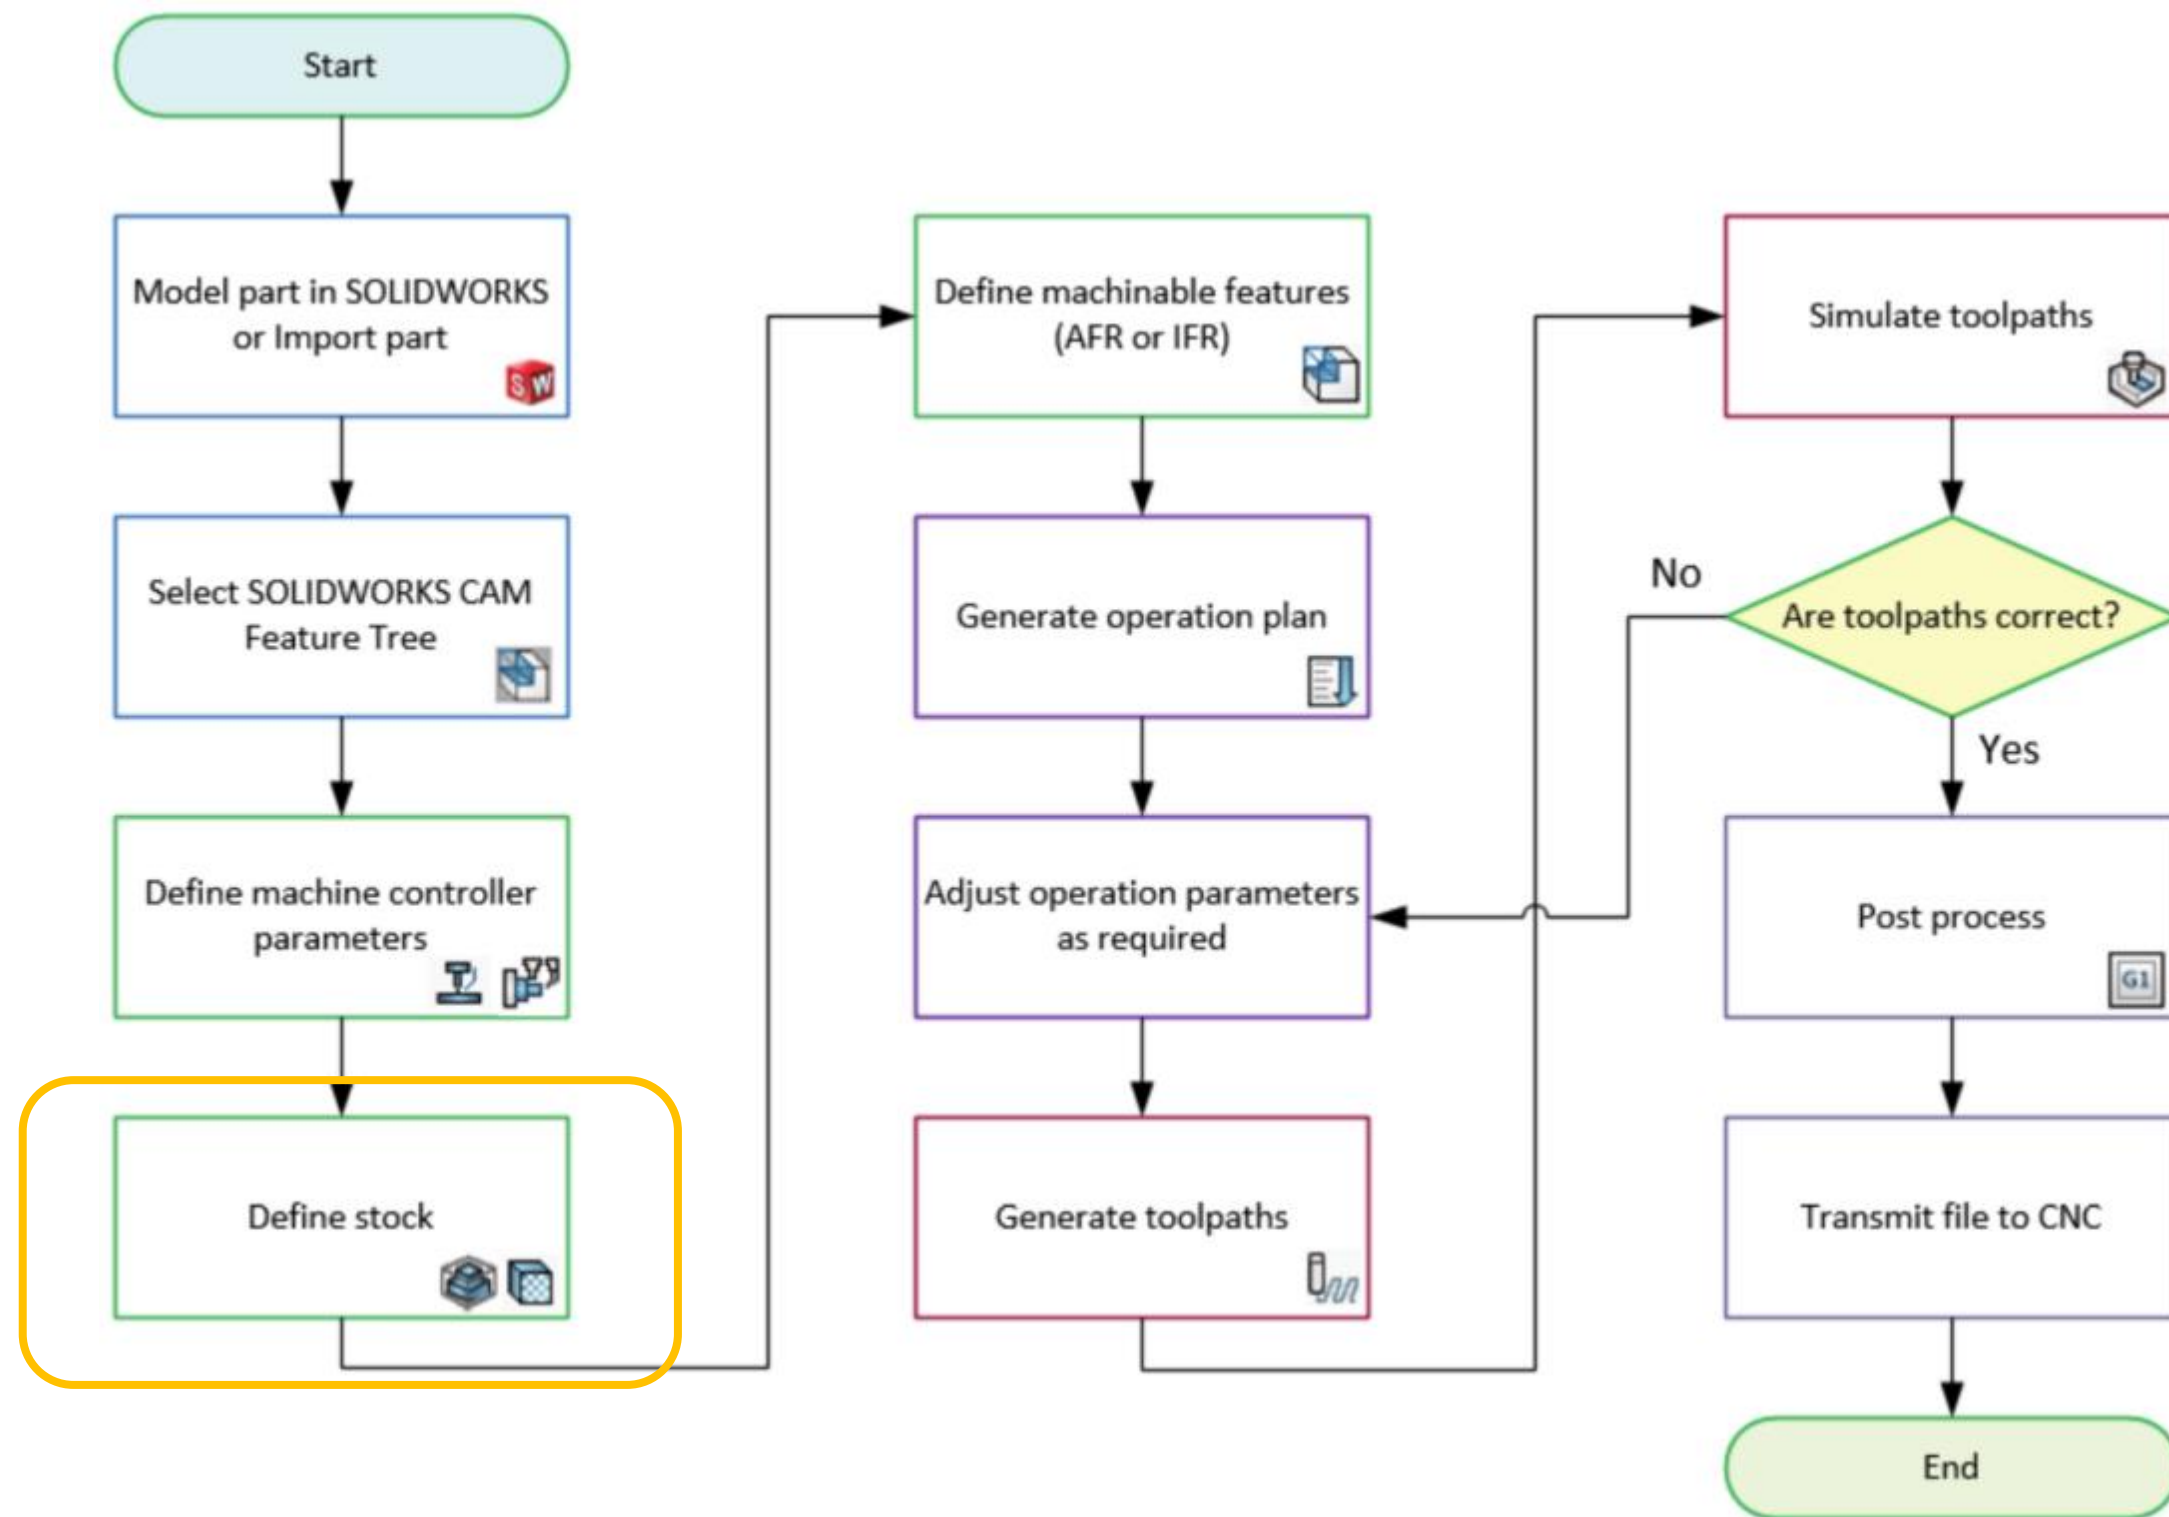 Start
Model part in SOLIDWORKS
or Import part
SW
Select SOLIDWORKS CAM
Feature Tree
Define machine controller
parameters
Define stock
Define machinable features
(AFR or IFR)
Generate operation plan
Adjust operation parameters
as required
Generate toolpaths
Simulate toolpaths
No
Are toolpaths correct?
Yes
Post process
G1
Transmit file to CNC
End